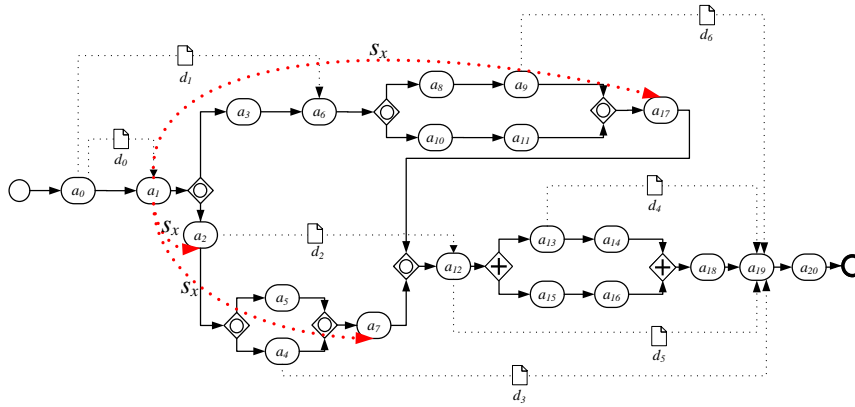 d₆
Sₓ
d₁
a₈
a₉
a₃
a₆
a₁₇
a₁₀
a₁₁
d₀
a₀
a₁
d₄
Sₓ
a₂
d₂
a₁₃
a₁₄
a₁₂
a₁₈
a₁₉
a₂₀
Sₓ
a₅
a₁₅
a₁₆
a₇
a₄
d₅
d₃